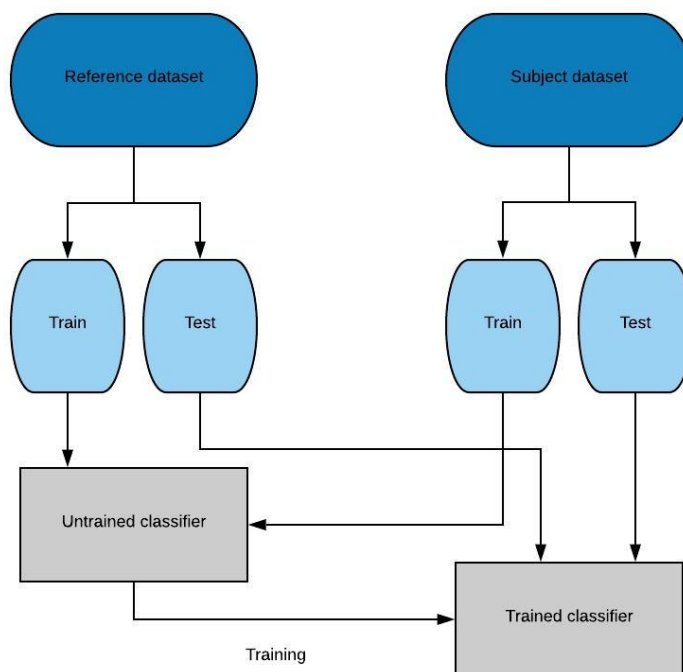 Reference dataset
Subject dataset
Train
Test
Train
Test
Untrained classifier
Trained classifier
Training